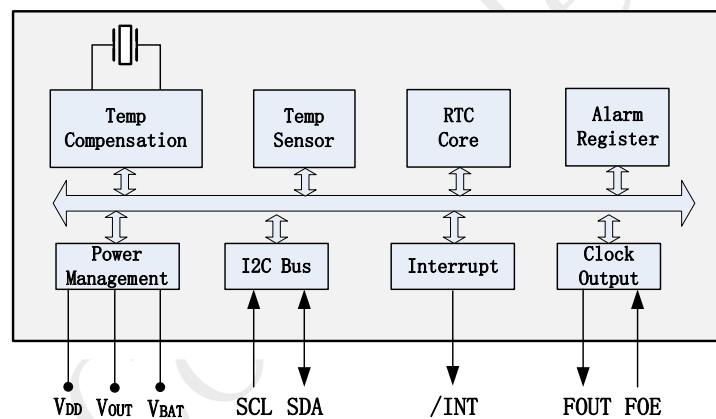 Temp
Compensation
Temp
Sensor
RTC
Core
Alarm
Register
Power
Management
I2C Bus
Interrupt
Clock
Output
VDD VOUT VBAT SCL SDA /INT FOUT FOE